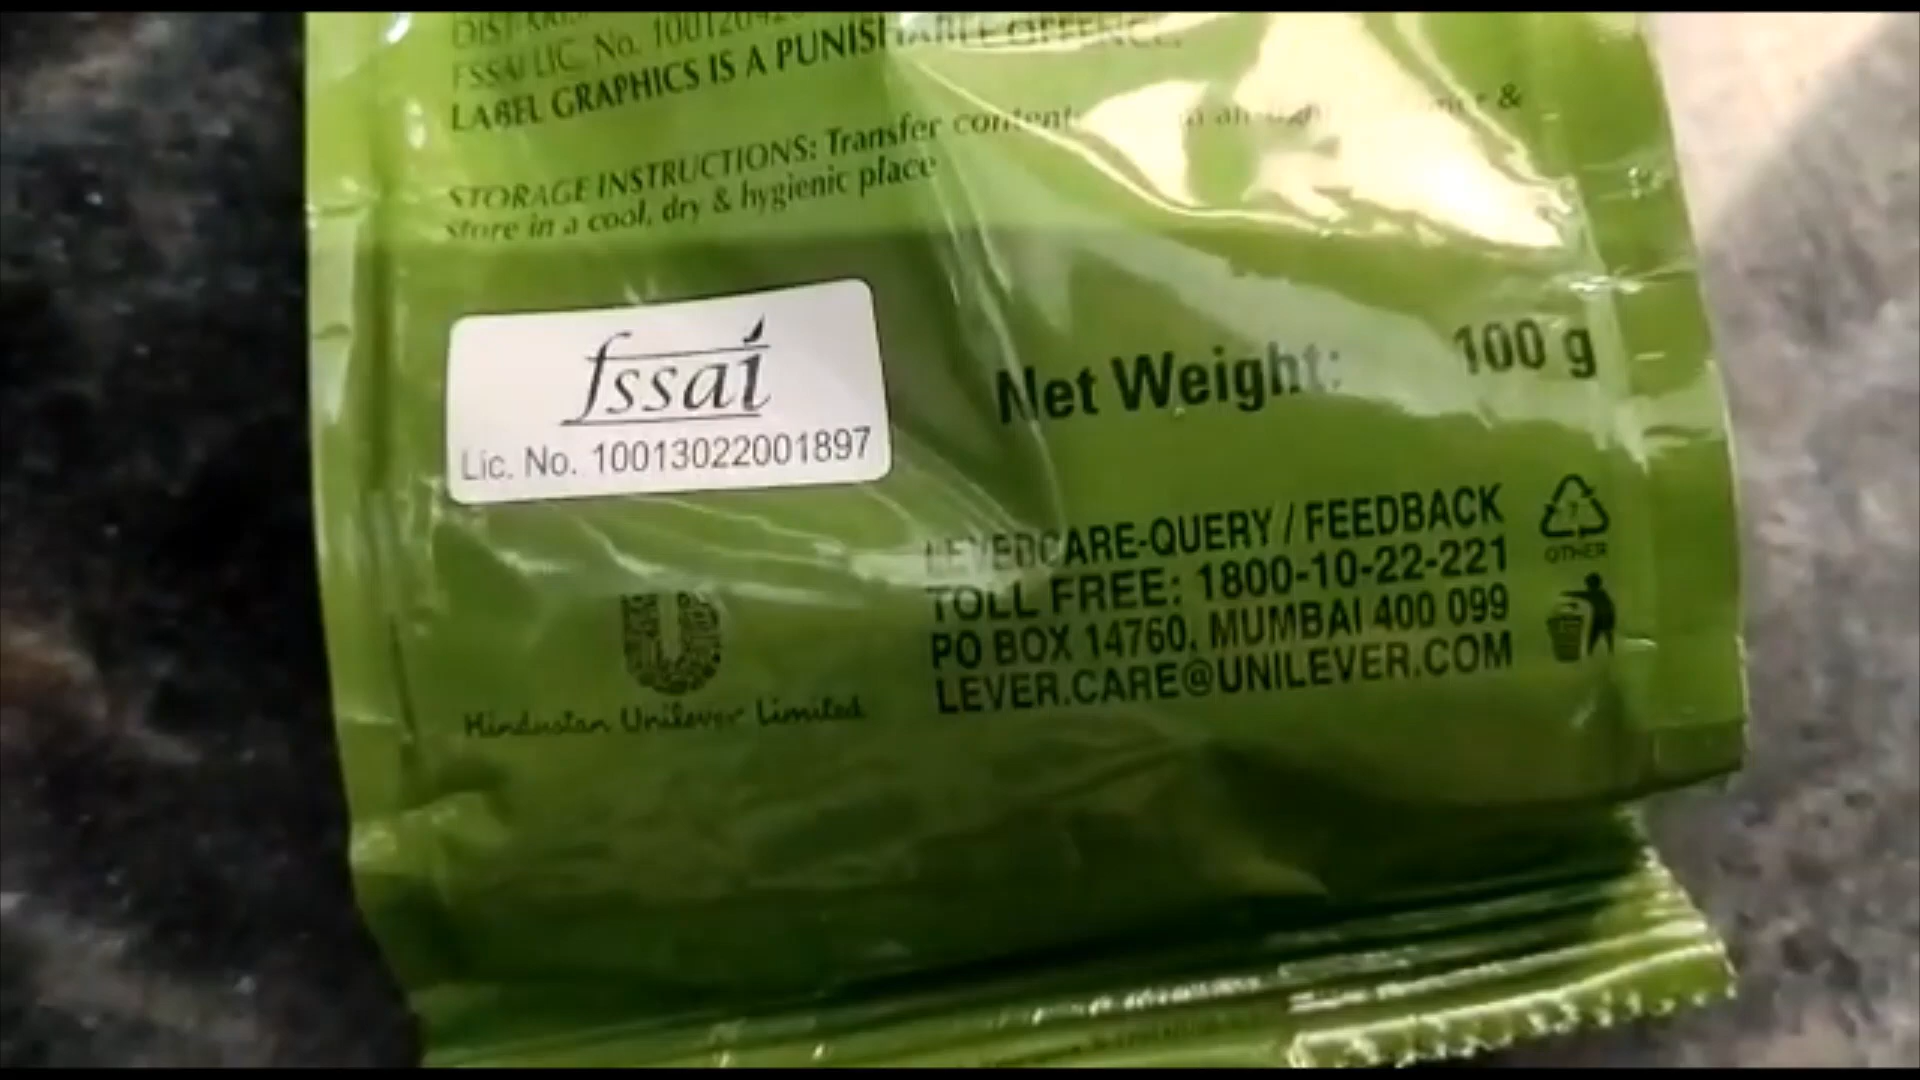 FSSAI LIC. No.
LABEL GRAPHICS IS A PUNISHABLE OFFENCE.
STORAGE INSTRUCTIONS: Transfer &
store in a cool, dry & hygienic place
fssai
Lic. No. 10013022001897
Net Weight: 100 g
LEVERCARE-QUERY / FEEDBACK
TOLL FREE: 1800-10-22-221
PO BOX 14760, MUMBAI 400 099
LEVER.CARE@UNILEVER.COM
7
OTHER
Hindustan Unilever Limited